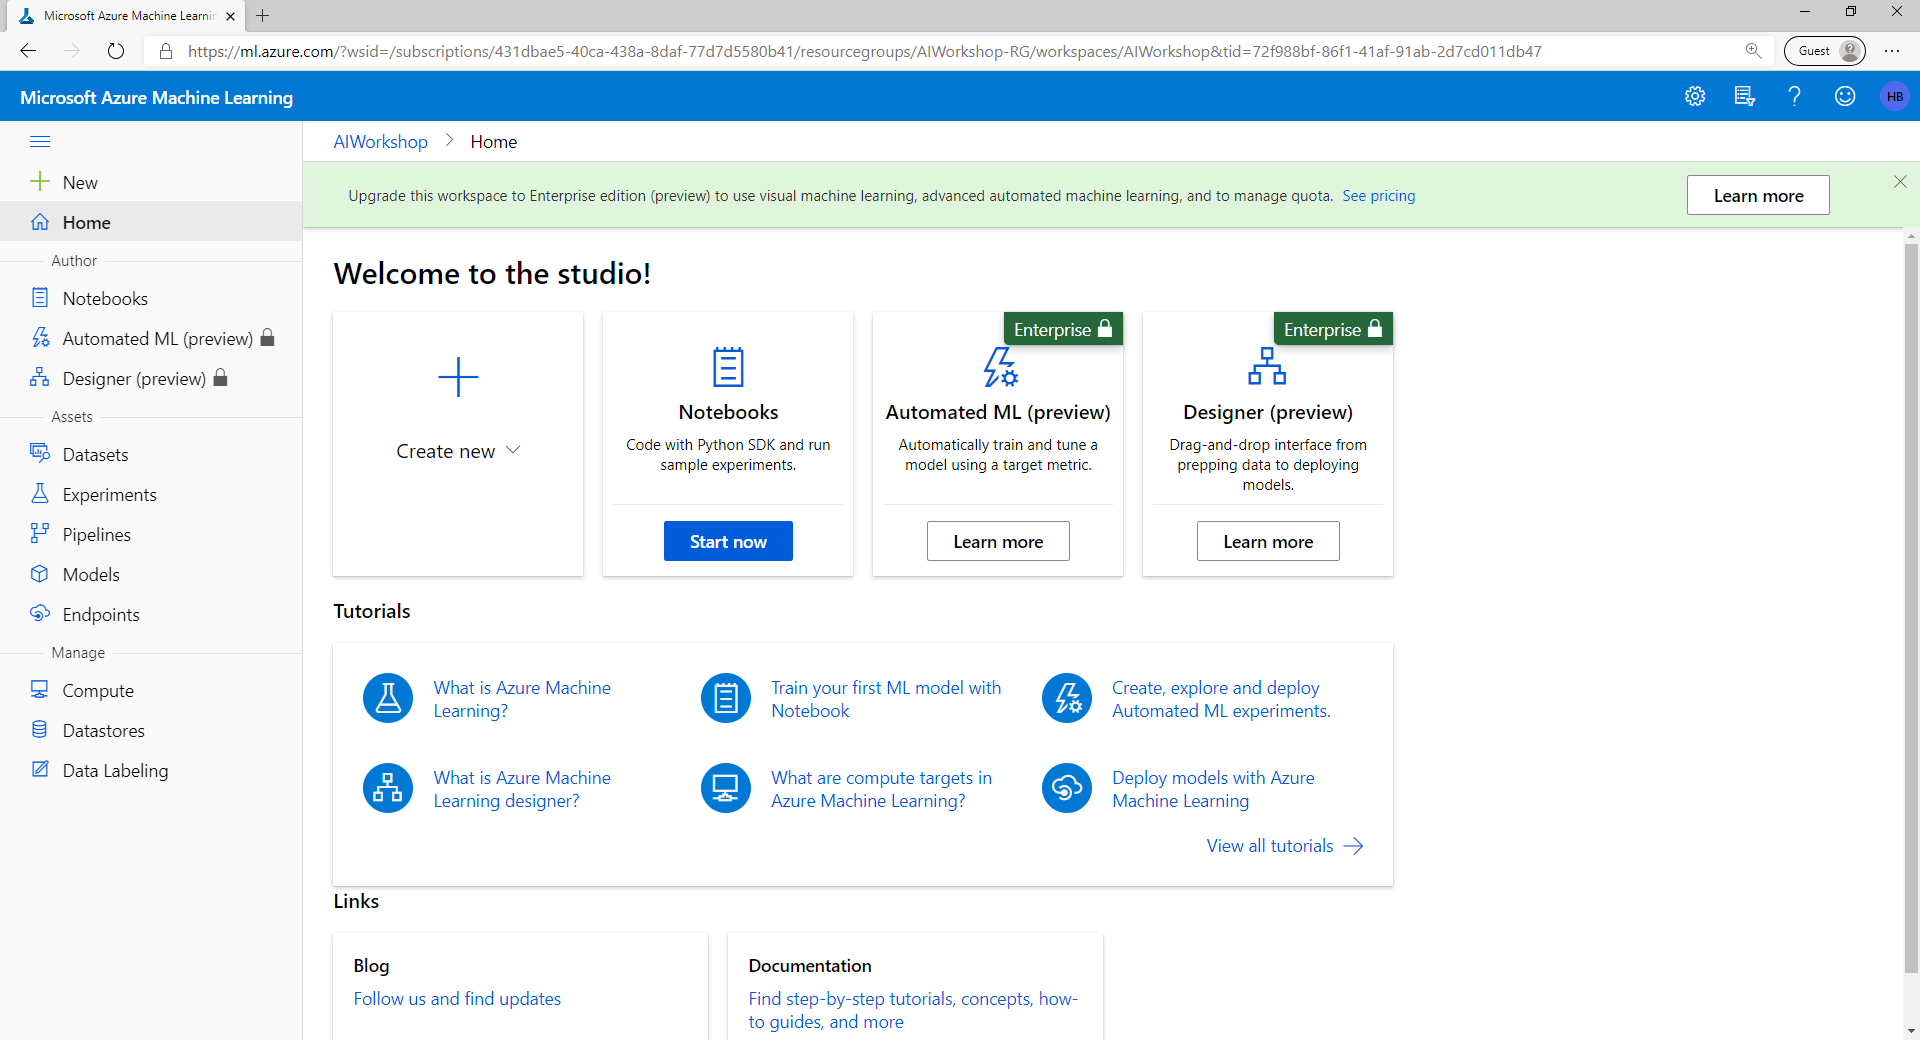 Microsoft Azure Machine Learnin
https://ml.azure.com/?wsid=/subscriptions/431dbae5-40ca-438a-8daf-77d7d5580b41/resourcegroups/AIWorkshop-RG/workspaces/AIWorkshop&tid=72f988bf-86f1-41af-91ab-2d7cd011db47
Guest
Microsoft Azure Machine Learning
HB
New
Home
Author
Notebooks
Automated ML (preview)
Designer (preview)
Assets
Datasets
Experiments
Pipelines
Models
Endpoints
Manage
Compute
Datastores
Data Labeling
AIWorkshop > Home
Upgrade this workspace to Enterprise edition (preview) to use visual machine learning, advanced automated machine learning, and to manage quota. See pricing
Learn more
Welcome to the studio!
Create new
Notebooks
Code with Python SDK and run
sample experiments.
Start now
Enterprise
Automated ML (preview)
Automatically train and tune a
model using a target metric.
Learn more
Enterprise
Designer (preview)
Drag-and-drop interface from
prepping data to deploying
models.
Learn more
Tutorials
What is Azure Machine
Learning?
Train your first ML model with
Notebook
Create, explore and deploy
Automated ML experiments.
What is Azure Machine
Learning designer?
What are compute targets in
Azure Machine Learning?
Deploy models with Azure
Machine Learning
View all tutorials
Links
Blog
Follow us and find updates
Documentation
Find step-by-step tutorials, concepts, how-
to guides, and more